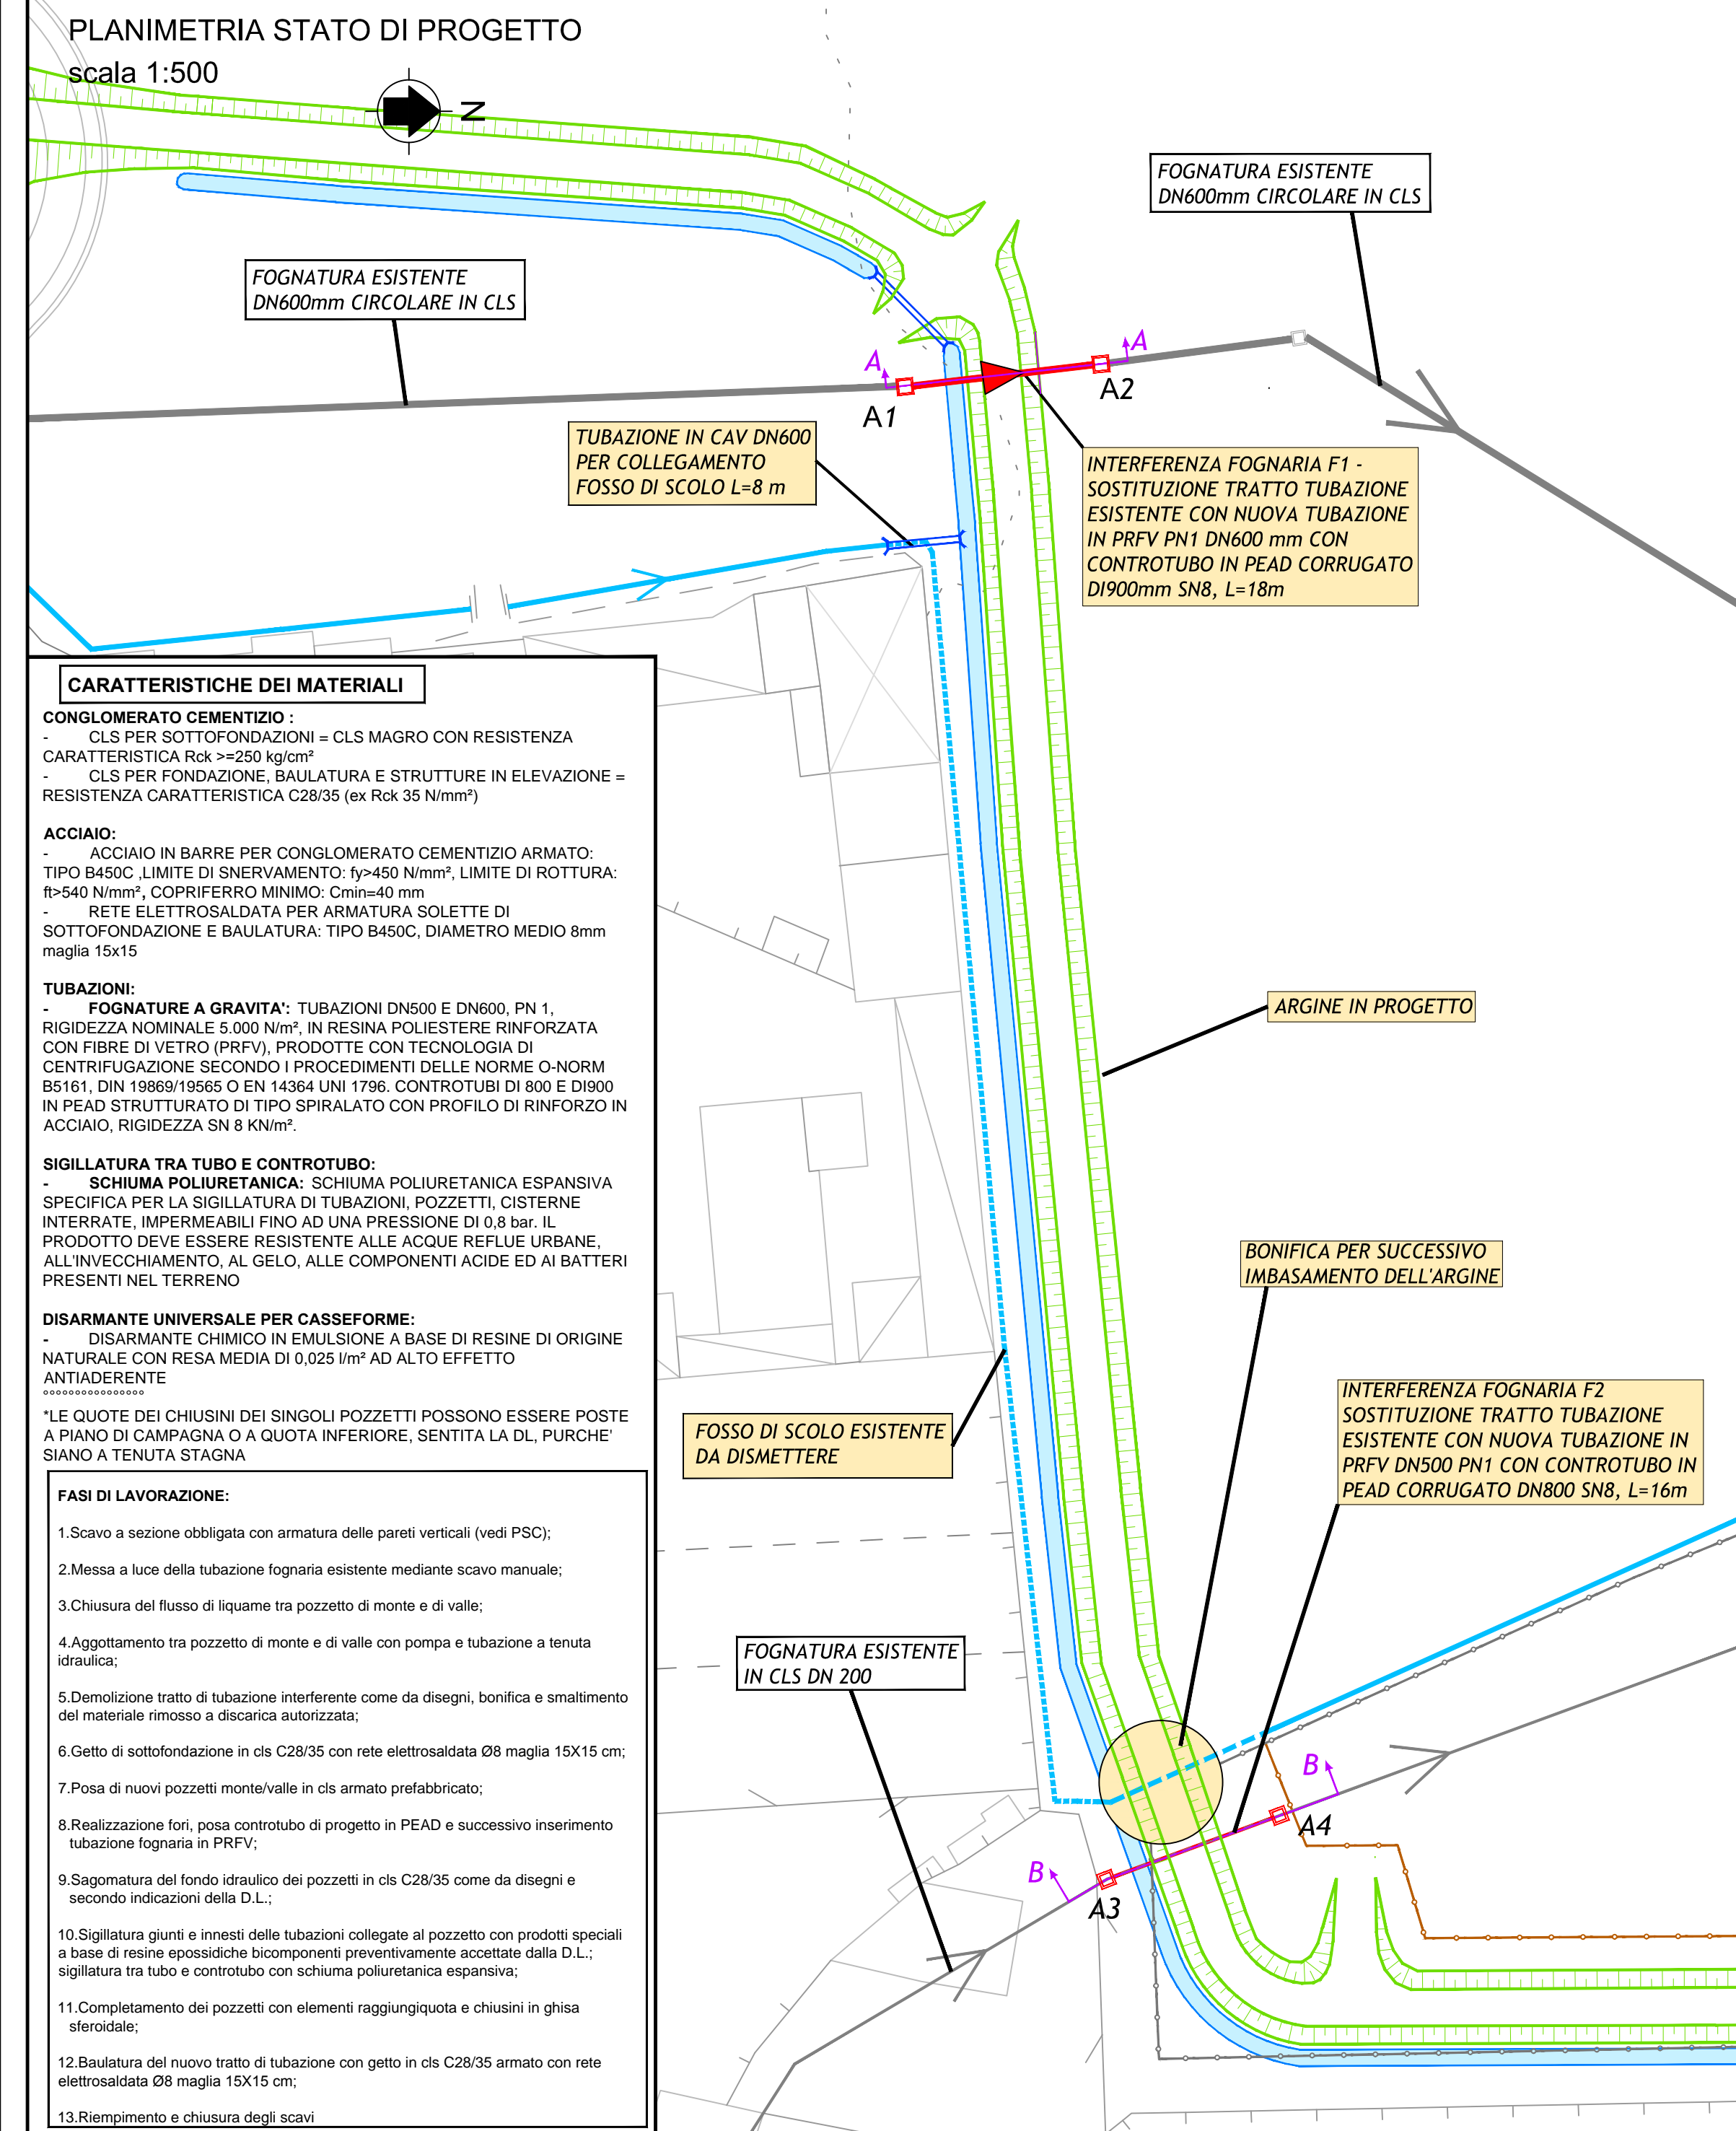 PLANIMETRIA STATO DI PROGETTO
scala 1:500
N
FOGNATURA ESISTENTE
DN600mm CIRCOLARE IN CLS
FOGNATURA ESISTENTE
DN600mm CIRCOLARE IN CLS
A
A
A1
A2
TUBAZIONE IN CAV DN600
PER COLLEGAMENTO
FOSSO DI SCOLO L=8 m
INTERFERENZA FOGNARIA F1 -
SOSTITUZIONE TRATTO TUBAZIONE
ESISTENTE CON NUOVA TUBAZIONE
IN PRFV PN1 DN600 mm CON
CONTROTUBO IN PEAD CORRUGATO
DI900mm SN8, L=18m
CARATTERISTICHE DEI MATERIALI
CONGLOMERATO CEMENTIZIO :
- CLS PER SOTTOFONDAZIONI = CLS MAGRO CON RESISTENZA
CARATTERISTICA Rck >=250 kg/cm²
- CLS PER FONDAZIONE, BAULATURA E STRUTTURE IN ELEVAZIONE =
RESISTENZA CARATTERISTICA C28/35 (ex Rck 35 N/mm²)
ACCIAIO:
- ACCIAIO IN BARRE PER CONGLOMERATO CEMENTIZIO ARMATO:
TIPO B450C ,LIMITE DI SNERVAMENTO: fy>450 N/mm², LIMITE DI ROTTURA:
ft>540 N/mm², COPRIFERRO MINIMO: Cmin=40 mm
- RETE ELETTROSALDATA PER ARMATURA SOLETTE DI
SOTTOFONDAZIONE E BAULATURA: TIPO B450C, DIAMETRO MEDIO 8mm
maglia 15x15
TUBAZIONI:
- FOGNATURE A GRAVITA': TUBAZIONI DN500 E DN600, PN 1,
RIGIDEZZA NOMINALE 5.000 N/m², IN RESINA POLIESTERE RINFORZATA
CON FIBRE DI VETRO (PRFV), PRODOTTE CON TECNOLOGIA DI
CENTRIFUGAZIONE SECONDO I PROCEDIMENTI DELLE NORME O-NORM
B5161, DIN 19869/19565 O EN 14364 UNI 1796. CONTROTUBI DI 800 E DI900
IN PEAD STRUTTURATO DI TIPO SPIRALATO CON PROFILO DI RINFORZO IN
ACCIAIO, RIGIDEZZA SN 8 KN/m².
SIGILLATURA TRA TUBO E CONTROTUBO:
- SCHIUMA POLIURETANICA: SCHIUMA POLIURETANICA ESPANSIVA
SPECIFICA PER LA SIGILLATURA DI TUBAZIONI, POZZETTI, CISTERNE
INTERRATE, IMPERMEABILI FINO AD UNA PRESSIONE DI 0,8 bar. IL
PRODOTTO DEVE ESSERE RESISTENTE ALLE ACQUE REFLUE URBANE,
ALL'INVECCHIAMENTO, AL GELO, ALLE COMPONENTI ACIDE ED AI BATTERI
PRESENTI NEL TERRENO
DISARMANTE UNIVERSALE PER CASSEFORME:
- DISARMANTE CHIMICO IN EMULSIONE A BASE DI RESINE DI ORIGINE
NATURALE CON RESA MEDIA DI 0,025 l/m² AD ALTO EFFETTO
ANTIADERENTE
°°°°°°°°°°°°°°°°
*LE QUOTE DEI CHIUSINI DEI SINGOLI POZZETTI POSSONO ESSERE POSTE
A PIANO DI CAMPAGNA O A QUOTA INFERIORE, SENTITA LA DL, PURCHE'
SIANO A TENUTA STAGNA
FASI DI LAVORAZIONE:
1.Scavo a sezione obbligata con armatura delle pareti verticali (vedi PSC);
2.Messa a luce della tubazione fognaria esistente mediante scavo manuale;
3.Chiusura del flusso di liquame tra pozzetto di monte e di valle;
4.Aggottamento tra pozzetto di monte e di valle con pompa e tubazione a tenuta
idraulica;
5.Demolizione tratto di tubazione interferente come da disegni, bonifica e smaltimento
del materiale rimosso a discarica autorizzata;
6.Getto di sottofondazione in cls C28/35 con rete elettrosaldata Ø8 maglia 15X15 cm;
7.Posa di nuovi pozzetti monte/valle in cls armato prefabbricato;
8.Realizzazione fori, posa controtubo di progetto in PEAD e successivo inserimento
tubazione fognaria in PRFV;
9.Sagomatura del fondo idraulico dei pozzetti in cls C28/35 come da disegni e
secondo indicazioni della D.L.;
10.Sigillatura giunti e innesti delle tubazioni collegate al pozzetto con prodotti speciali
a base di resine epossidiche bicomponenti preventivamente accettate dalla D.L.;
sigillatura tra tubo e controtubo con schiuma poliuretanica espansiva;
11.Completamento dei pozzetti con elementi raggiungiquota e chiusini in ghisa
sferoidale;
12.Baulatura del nuovo tratto di tubazione con getto in cls C28/35 armato con rete
elettrosaldata Ø8 maglia 15X15 cm;
13.Riempimento e chiusura degli scavi
ARGINE IN PROGETTO
BONIFICA PER SUCCESSIVO
IMBASAMENTO DELL'ARGINE
INTERFERENZA FOGNARIA F2
SOSTITUZIONE TRATTO TUBAZIONE
ESISTENTE CON NUOVA TUBAZIONE IN
PRFV DN500 PN1 CON CONTROTUBO IN
PEAD CORRUGATO DN800 SN8, L=16m
FOSSO DI SCOLO ESISTENTE
DA DISMETTERE
FOGNATURA ESISTENTE
IN CLS DN 200
B
A4
B
A3